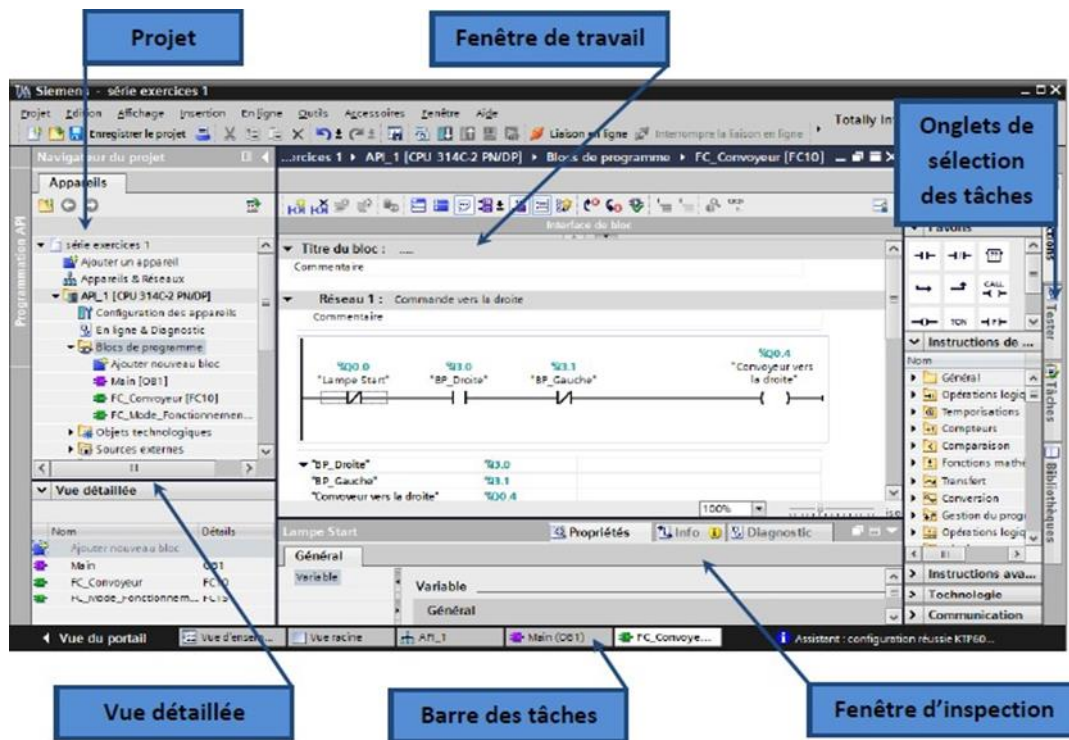 Projet
Fenêtre de travail
Siemens - série exercices 1
Projet Edition Affichage Insertion En ligne Outils Accessoires Fenêtre Aide
Enregistrer le projet
Liaison en ligne
Interrompre la liaison en ligne
Totally In
Onglets de
sélection
des tâches
Navigateur du projet
...rcices 1 API_1 [CPU 314C-2 PN/DP] Blocs de programme FC_Convoyeur [FC10]
Appareils
Programmation API
série exercices 1
Ajouter un appareil
Appareils & Réseaux
API_1 [CPU 314C-2 PN/DP]
Configuration des appareils
En ligne & Diagnostic
Blocs de programme
Ajouter nouveau bloc
Main [OB1]
FC_Convoyeur [FC10]
FC_Mode_Fonctionnemen...
Objets technologiques
Sources externes
Interface de bloc
Titre du bloc : ....
Commentaire
Réseau 1 : Commande vers la droite
Commentaire
%Q0.0
"Lampe Start"
%I3.0
"BP_Droite"
%I3.1
"BP_Gauche"
%Q0.4
"Convoyeur vers
la droite"
"BP_Droite" %I3.0
"BP_Gauche" %I3.1
"Convoyeur vers la droite" %Q0.4
100%
Favoris
CALL
TON
Instructions de ...
Nom
Général
Opérations logiq
Temporisations
Compteurs
Comparaison
Fonctions mathé
Transfert
Conversion
Gestion du prog
Opérations logiq
Instructions ava...
Technologie
Communication
Tester
Tâches
Bibliothèques
Vue détaillée
Nom Détails
Ajouter nouveau bloc
Main OB1
FC_Convoyeur FC10
FC_Mode_Fonctionnem... FC15
Lampe Start
Propriétés
Info
Diagnostic
Général
Variable
Variable
Général
Vue du portail
Vue d'ensem...
Vue racine
API_1
Main (OB1)
FC_Convoye...
Assistant : configuration réussie KTP60...
Vue détaillée
Barre des tâches
Fenêtre d'inspection